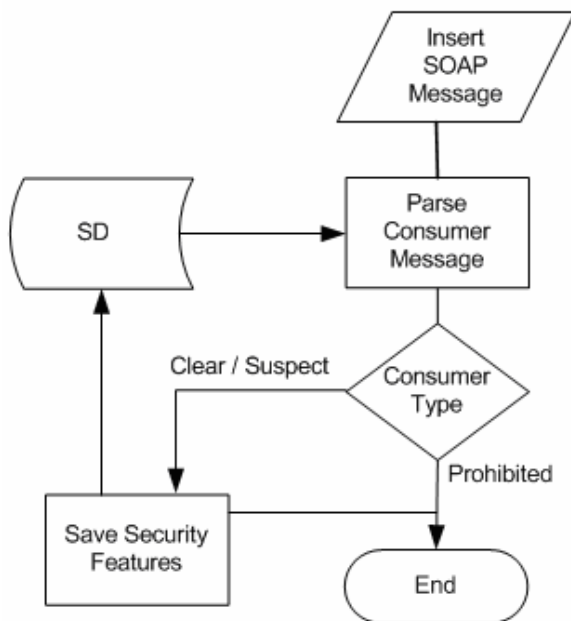 Insert
SOAP
Message
SD
Parse
Consumer
Message
Clear / Suspect
Consumer
Type
Prohibited
Save Security
Features
End